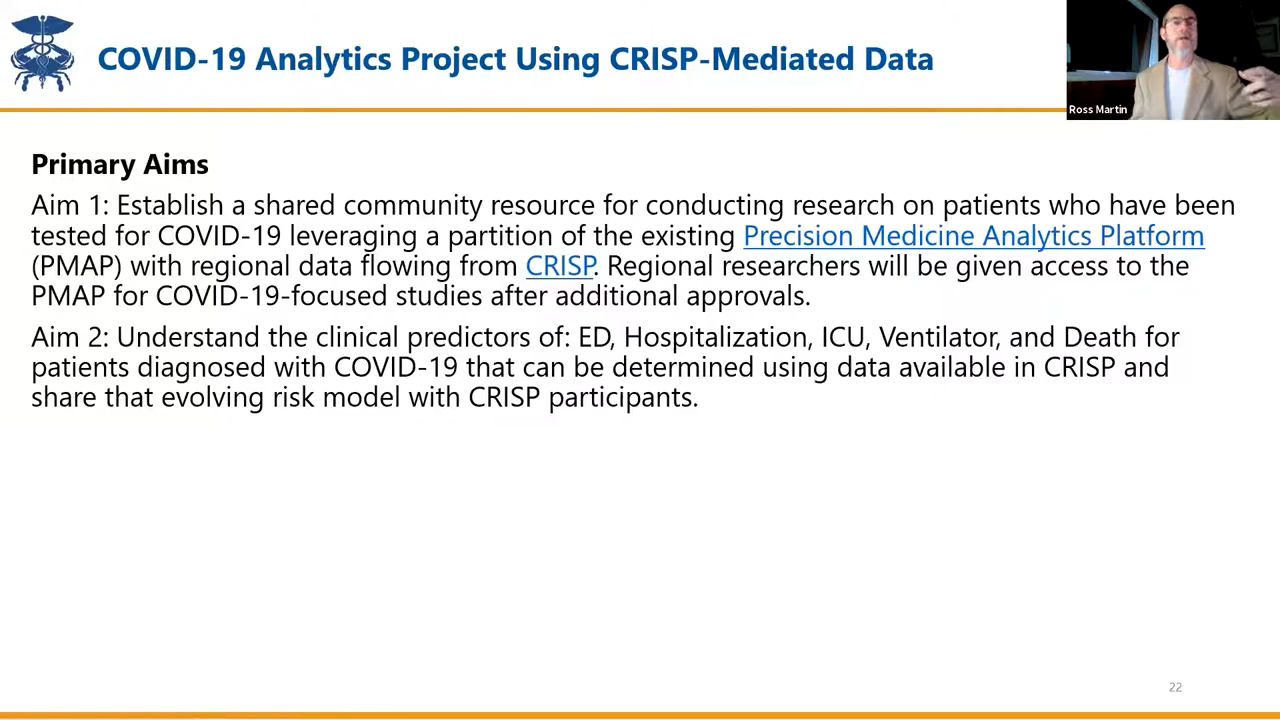 COVID-19 Analytics Project Using CRISP-Mediated Data
Ross Martin
Primary Aims
Aim 1: Establish a shared community resource for conducting research on patients who have been
tested for COVID-19 leveraging a partition of the existing Precision Medicine Analytics Platform
(PMAP) with regional data flowing from CRISP. Regional researchers will be given access to the
PMAP for COVID-19-focused studies after additional approvals.
Aim 2: Understand the clinical predictors of: ED, Hospitalization, ICU, Ventilator, and Death for
patients diagnosed with COVID-19 that can be determined using data available in CRISP and
share that evolving risk model with CRISP participants.
22